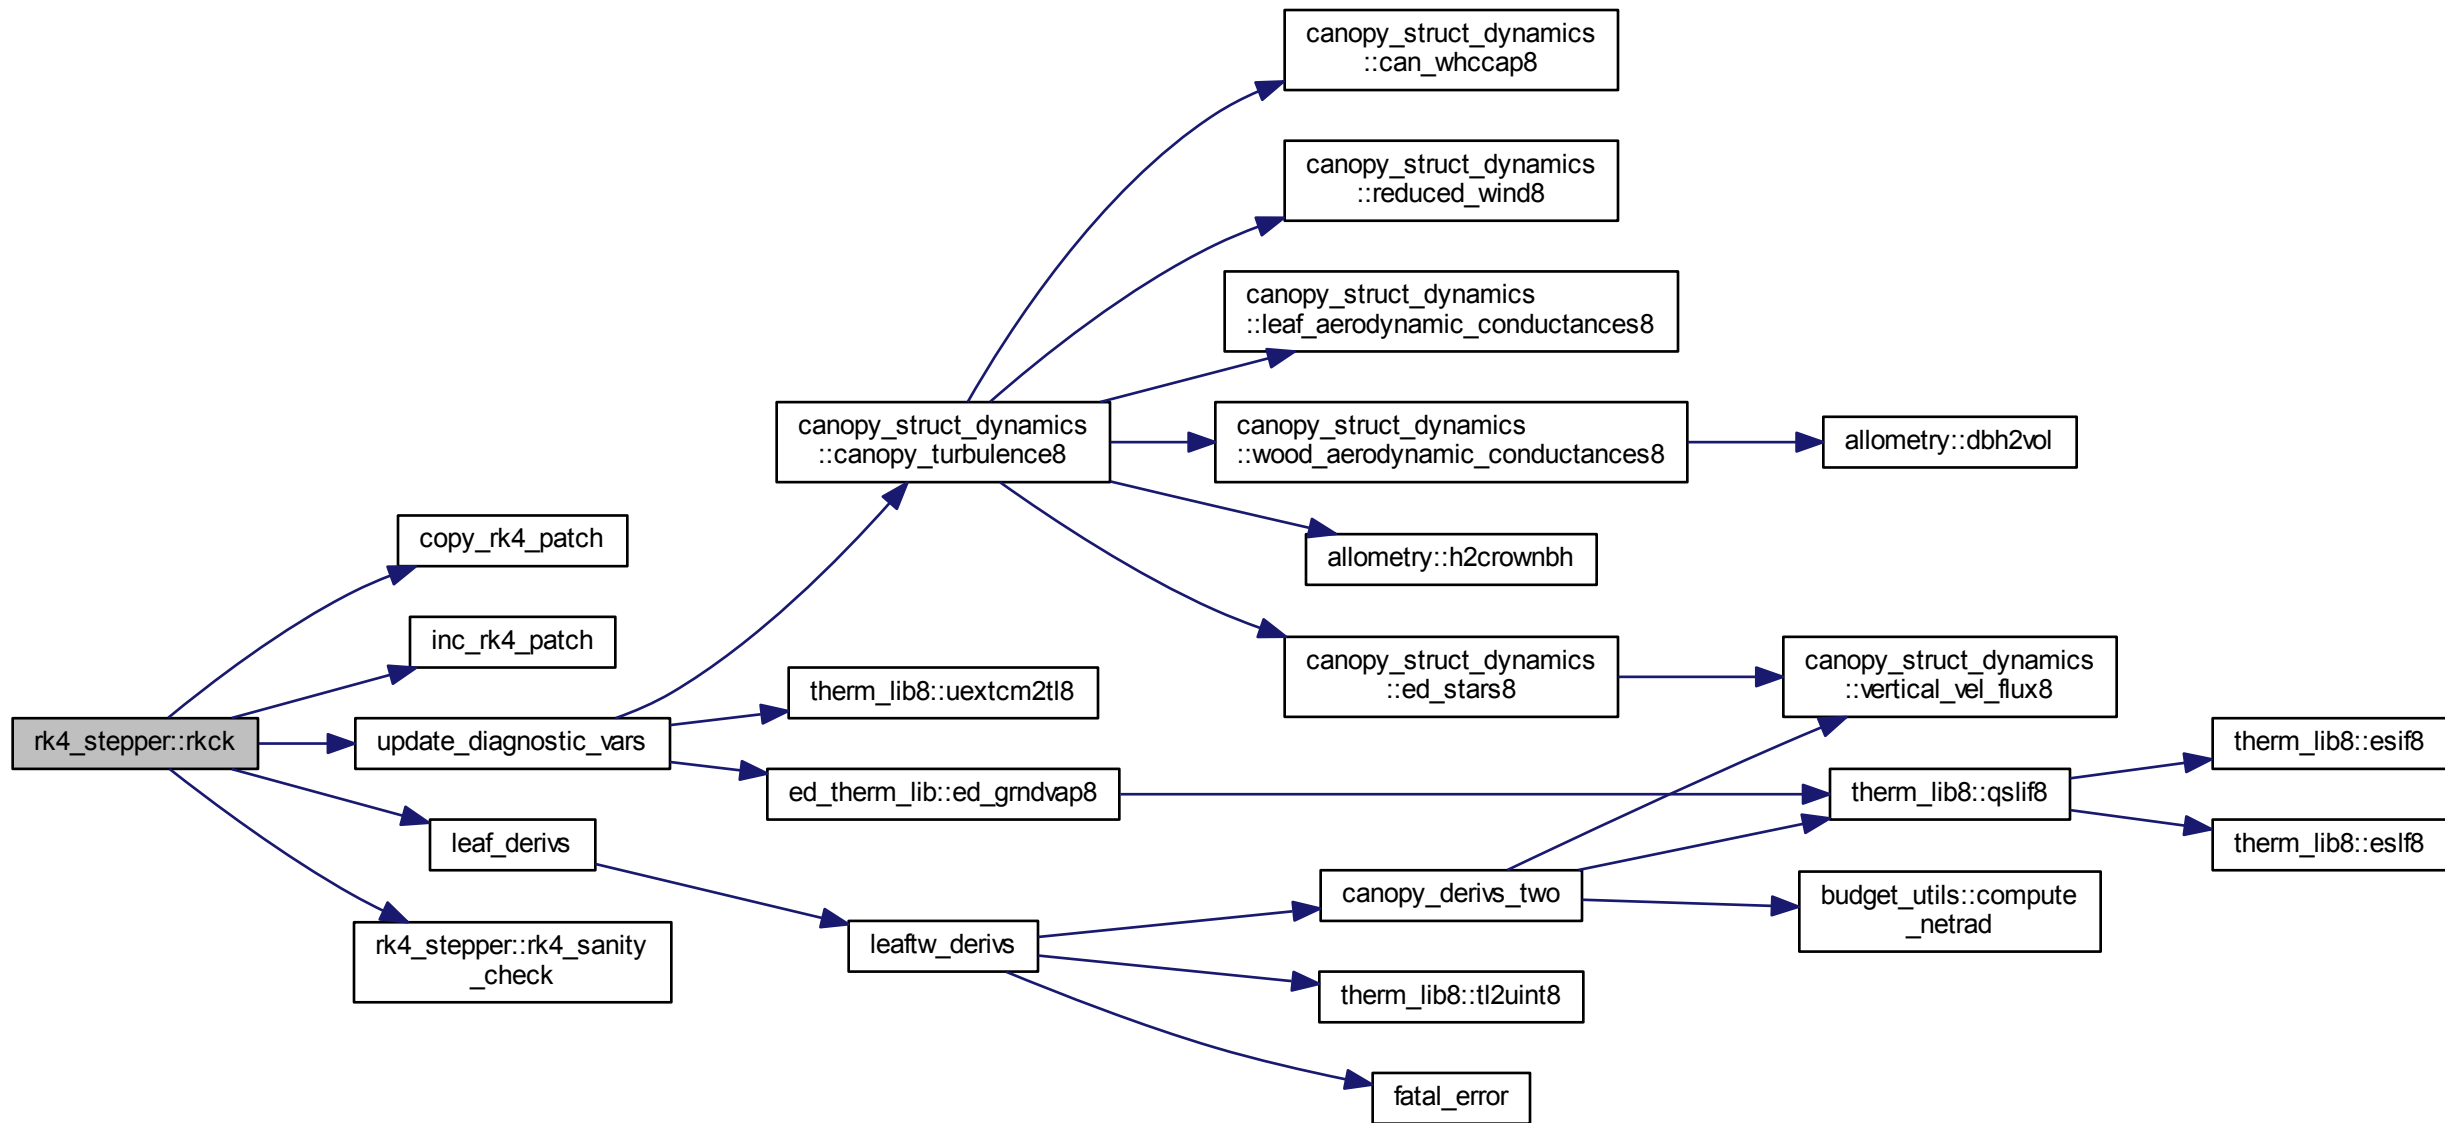 canopy_struct_dynamics
::can_whccap8
canopy_struct_dynamics
::reduced_wind8
canopy_struct_dynamics
::leaf_aerodynamic_conductances8
canopy_struct_dynamics
::canopy_turbulence8
canopy_struct_dynamics
::wood_aerodynamic_conductances8
allometry::dbh2vol
copy_rk4_patch
allometry::h2crownbh
inc_rk4_patch
canopy_struct_dynamics
::ed_stars8
canopy_struct_dynamics
::vertical_vel_flux8
therm_lib8::uextcm2tl8
rk4_stepper::rkck
update_diagnostic_vars
therm_lib8::esif8
ed_therm_lib::ed_grndvap8
therm_lib8::qslif8
leaf_derivs
therm_lib8::eslf8
canopy_derivs_two
budget_utils::compute
_netrad
rk4_stepper::rk4_sanity
_check
leaftw_derivs
therm_lib8::tl2uint8
fatal_error